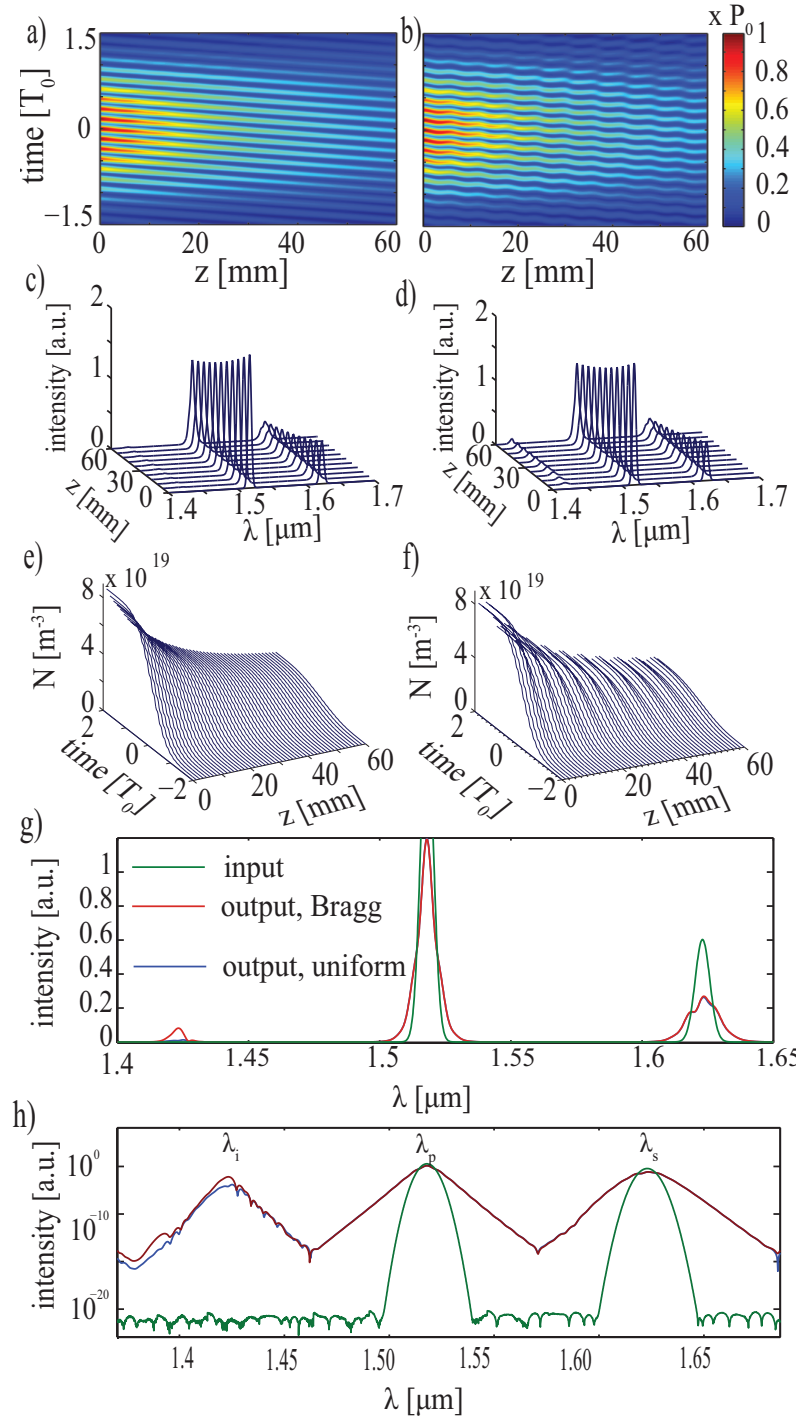 a)
b)
x P₀
1.5
0
−1.5
time [T₀]
0 20 40 60
z [mm]
0 20 40 60
z [mm]
1
0.8
0.6
0.4
0.2
0
c)
2
1
0
intensity [a.u.]
60
30
0
z [mm]
1.4 1.5 1.6 1.7
λ [μm]
d)
2
1
0
intensity [a.u.]
60
30
0
z [mm]
1.4 1.5 1.6 1.7
λ [μm]
e)
x 10 ¹⁹
8
4
0
N [m⁻³]
2
0
−2
time [T₀]
0 20 40 60
z [mm]
f)
x 10 ¹⁹
8
4
0
N [m⁻³]
2
0
−2
time [T₀]
0 20 40 60
z [mm]
g)
1
0.8
0.6
0.4
0.2
0
intensity [a.u.]
input
output, Bragg
output, uniform
1.4 1.45 1.5 1.55 1.6 1.65
λ [μm]
h)
λᵢ
λₚ
λₛ
10⁰
10⁻¹⁰
10⁻²⁰
intensity [a.u.]
1.4 1.45 1.50 1.60 1.65
λ [μm]